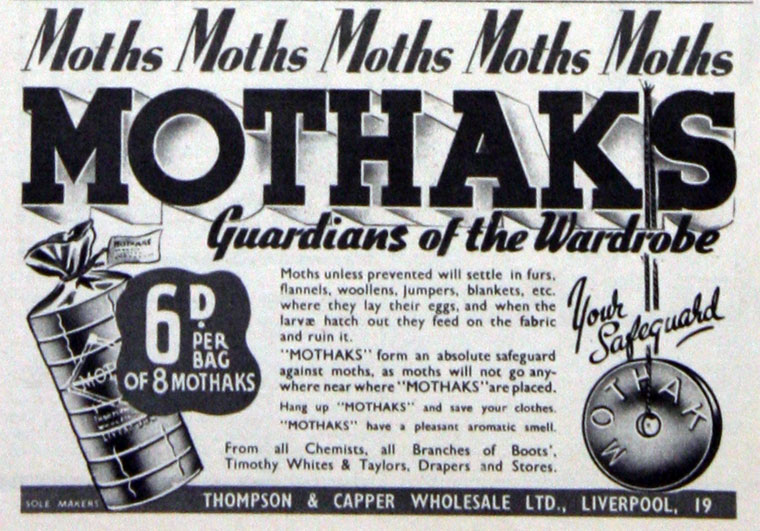 Moths Moths Moths Moths Moths
MOTHAKS
Guardians of the Wardrobe
MOTHAKS
6D.
PER
BAG
OF 8 MOTHAKS
Moths unless prevented will settle in furs,
flannels, woollens, jumpers, blankets, etc.
where they lay their eggs, and when the
larvæ hatch out they feed on the fabric
and ruin it.
"MOTHAKS" form an absolute safeguard
against moths, as moths will not go any-
where near where "MOTHAKS" are placed.
Hang up "MOTHAKS" and save your clothes.
"MOTHAKS" have a pleasant aromatic smell.
From all Chemists, all Branches of Boots',
Timothy Whites & Taylors, Drapers and Stores.
Your
Safeguard
MOTHAK
SOLE MAKERS
THOMPSON & CAPPER WHOLESALE LTD., LIVERPOOL, 19